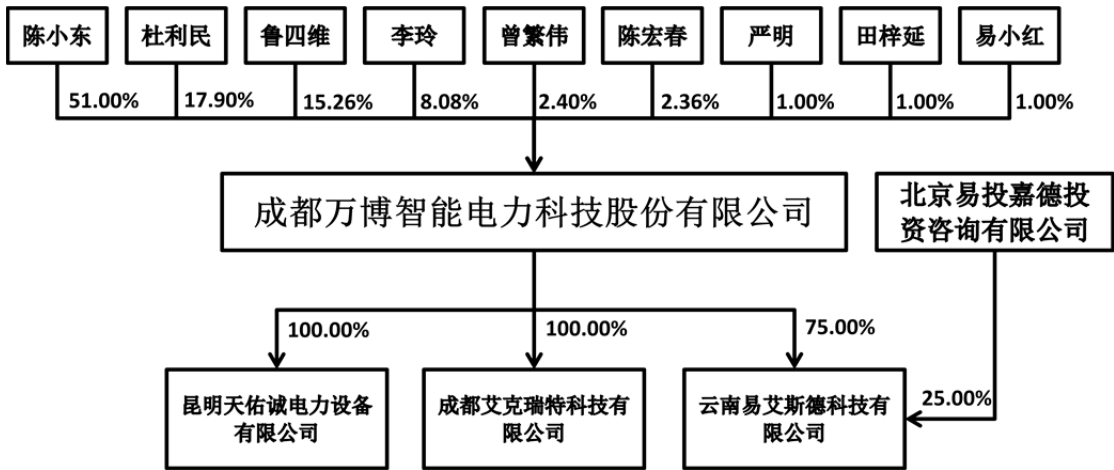 陈小东
杜利民
鲁四维
李玲
曾繁伟
陈宏春
严明
田梓延
易小红
51.00%
17.90%
15.26%
8.08%
2.40%
2.36%
1.00%
1.00%
1.00%
成都万博智能电力科技股份有限公司
北京易投嘉德投
资咨询有限公司
100.00%
100.00%
75.00%
昆明天佑诚电力设备
有限公司
成都艾克瑞特科技有
限公司
云南易艾斯德科技有
限公司
25.00%